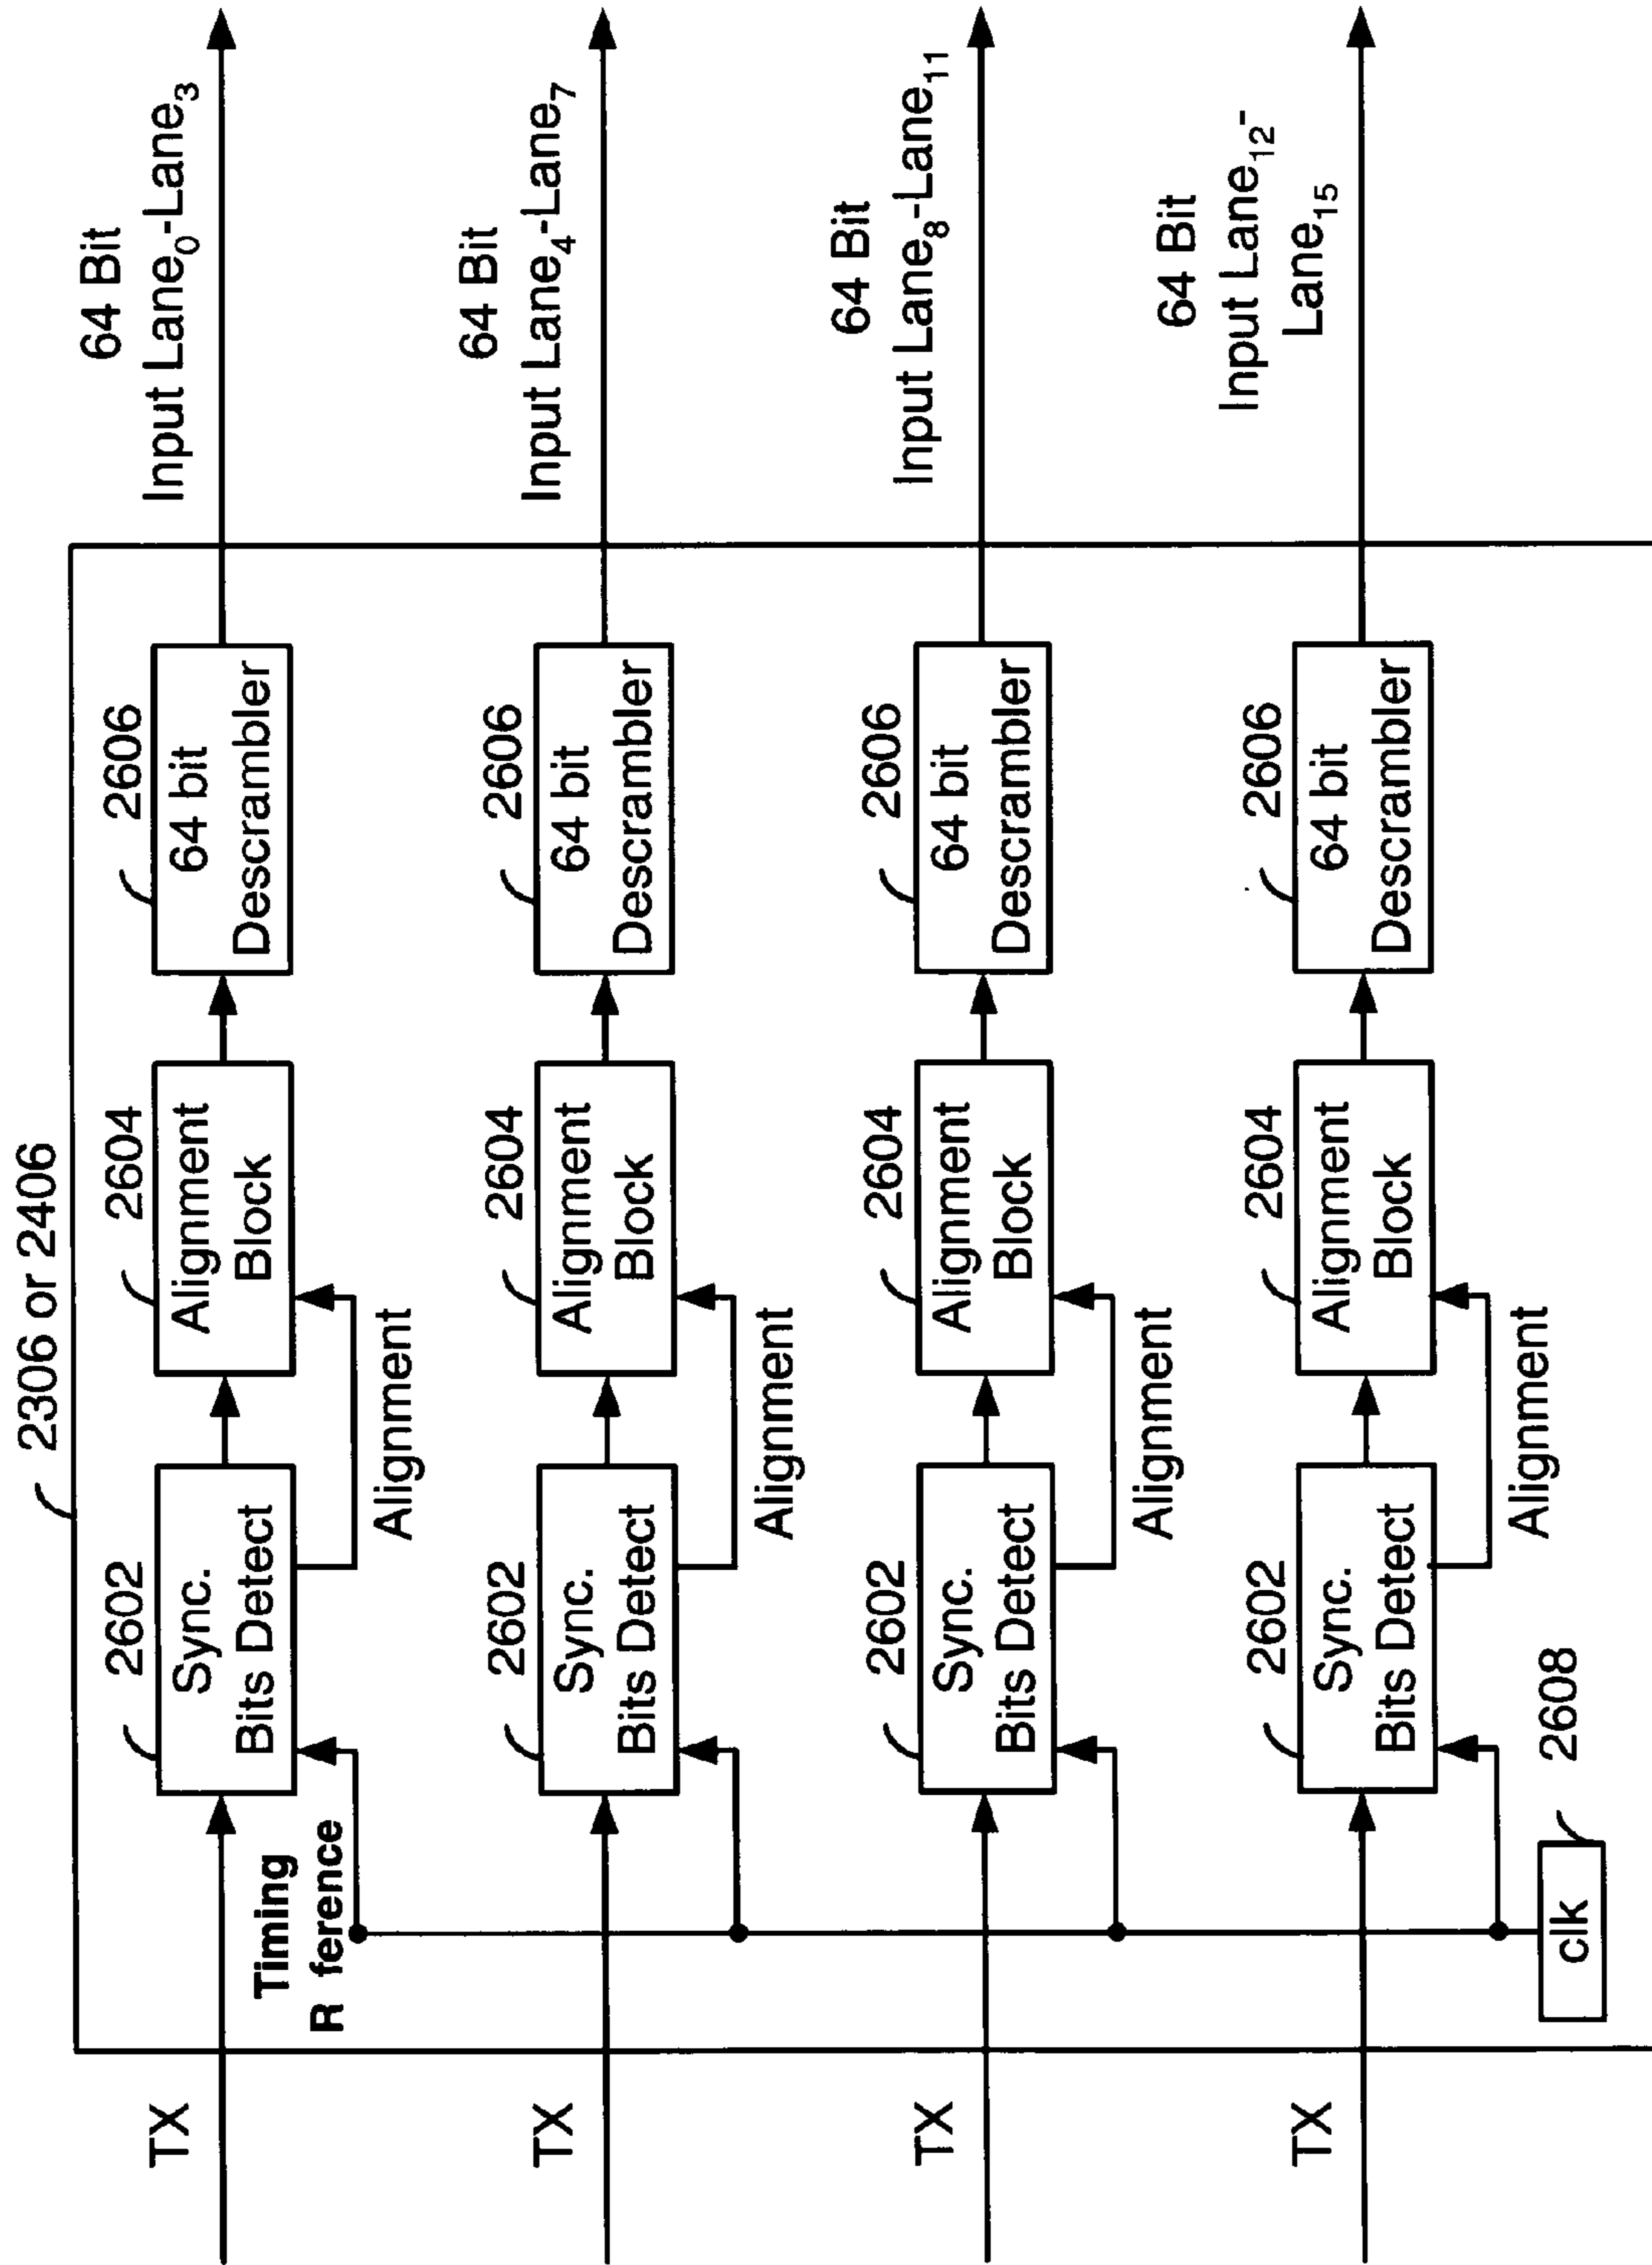 2306 or 2406
TX
2602
Sync.
Bits Detect
Alignment
2604
Alignment
Block
2606
64 bit
Descrambler
64 Bit
Input Lane0-Lane3
Timing
R ference
TX
2602
Sync.
Bits Detect
Alignment
2604
Alignment
Block
2606
64 bit
Descrambler
64 Bit
Input Lane4-Lane7
TX
2602
Sync.
Bits Detect
Alignment
2604
Alignment
Block
2606
64 bit
Descrambler
64 Bit
Input Lane8-Lane11
TX
2602
Sync.
Bits Detect
Alignment
2604
Alignment
Block
2606
64 bit
Descrambler
64 Bit
Input Lane12-
Lane15
clk
2608